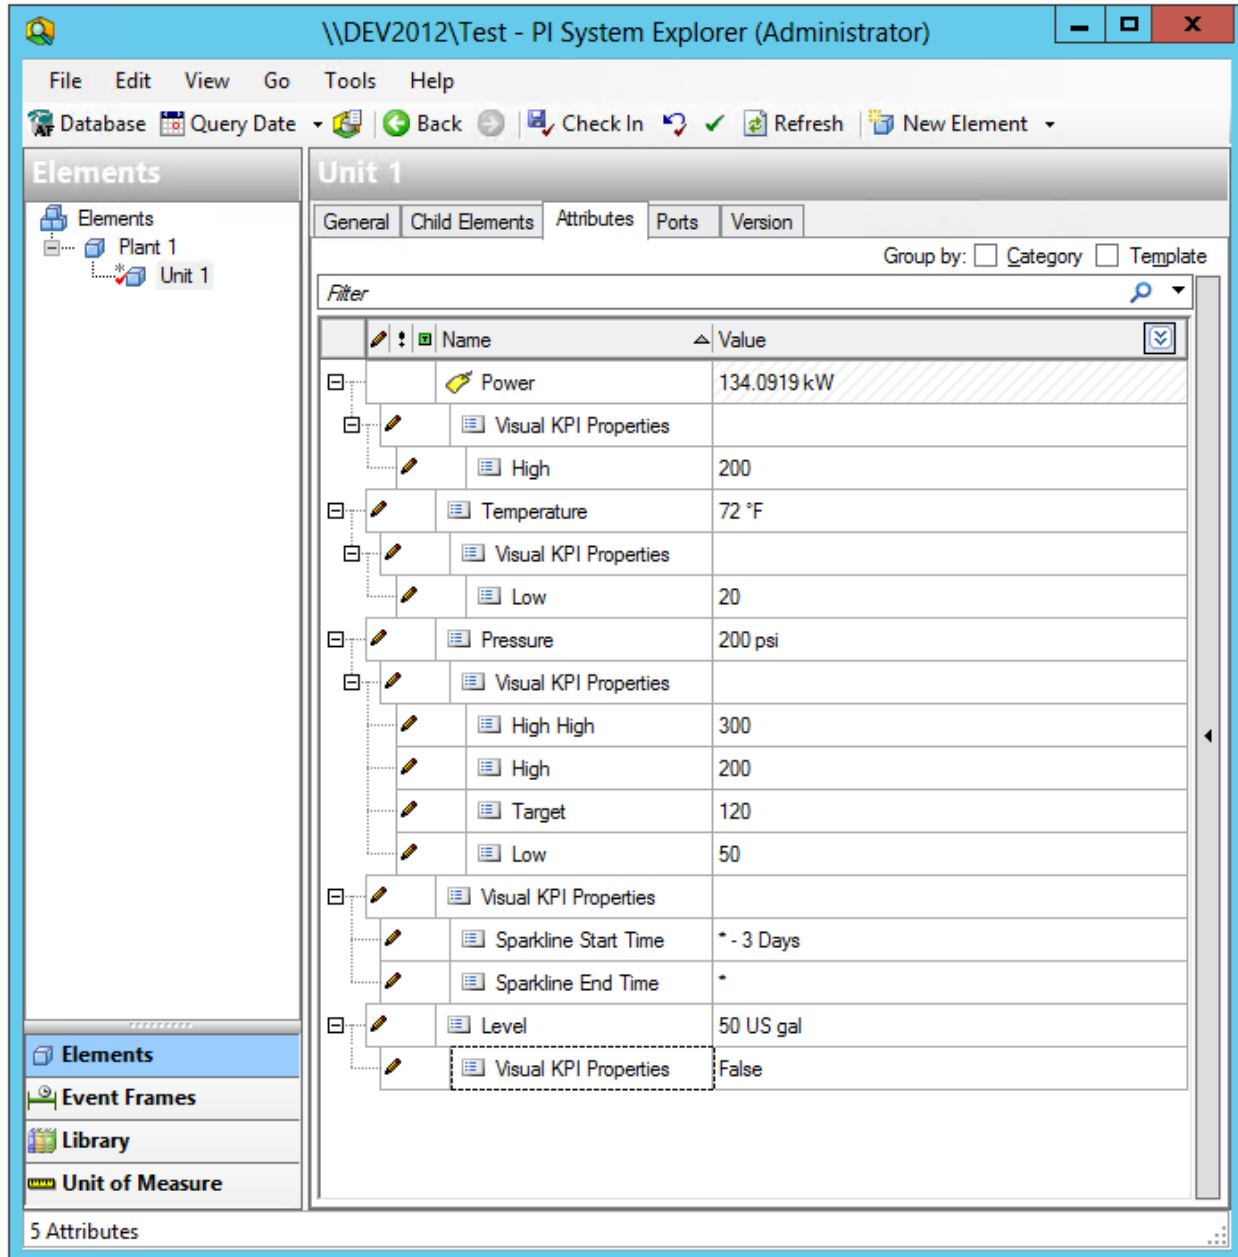 \\DEV2012\Test - PI System Explorer (Administrator)
File Edit View Go Tools Help
Database Query Date Back Check In Refresh New Element
Elements
Elements
Plant 1
Unit 1
Elements
Event Frames
Library
Unit of Measure
Unit 1
General Child Elements Attributes Ports Version
Group by: Category Template
Filter
Name Value
Power 134.0919 kW
Visual KPI Properties
High 200
Temperature 72 °F
Visual KPI Properties
Low 20
Pressure 200 psi
Visual KPI Properties
High High 300
High 200
Target 120
Low 50
Visual KPI Properties
Sparkline Start Time * - 3 Days
Sparkline End Time *
Level 50 US gal
Visual KPI Properties False
5 Attributes